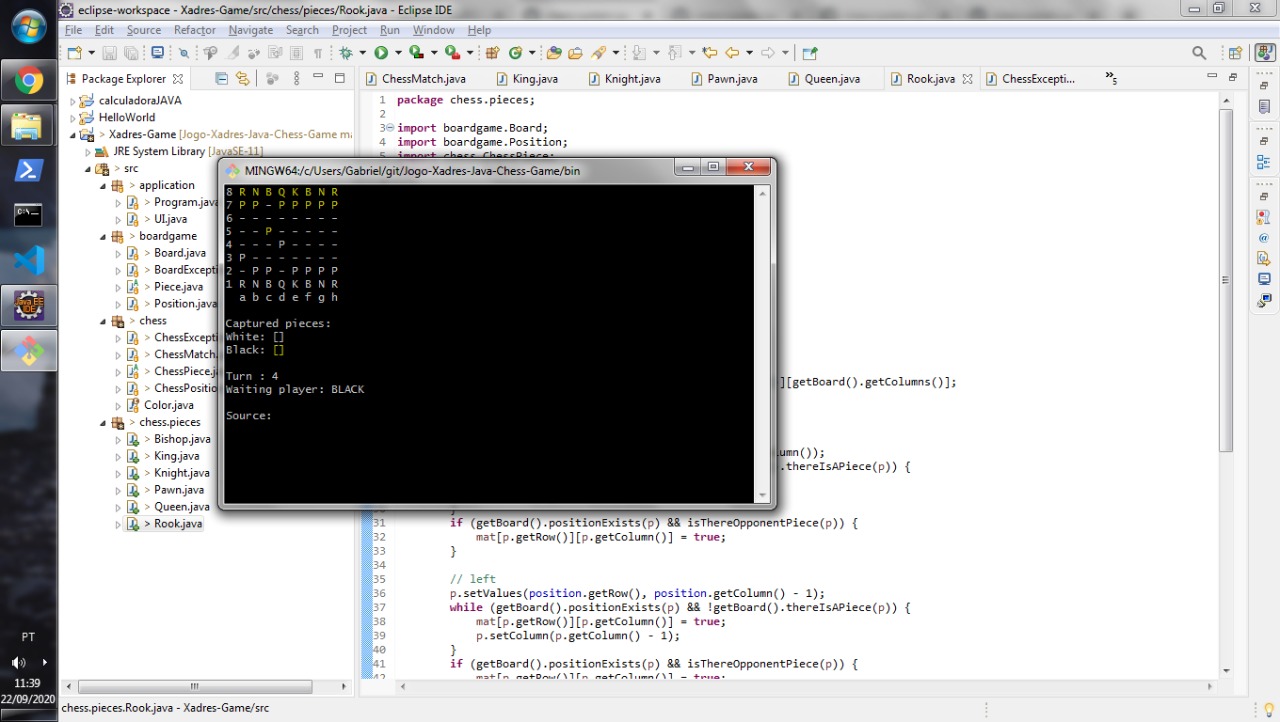 eclipse-workspace - Xadres-Game/src/chess/pieces/Rook.java - Eclipse IDE
File Edit Source Refactor Navigate Search Project Run Window Help
Package Explorer
calculadoraJAVA
HelloWorld
> Xadres-Game [Jogo-Xadres-Java-Chess-Game ma
JRE System Library [JavaSE-11]
> src
> application
> Program.java
> UI.java
> boardgame
> Board.java
> BoardExcepti
> Piece.java
> Position.java
> chess
> ChessExcepti
> ChessMatch.
> ChessPiece.j
> ChessPositio
> Color.java
> chess.pieces
> Bishop.java
> King.java
> Knight.java
> Pawn.java
> Queen.java
> Rook.java
ChessMatch.java King.java Knight.java Pawn.java Queen.java Rook.java ChessExcepti... »5
1 package chess.pieces;
2
3 import boardgame.Board;
4 import boardgame.Position;
5 import chess.ChessPiece;
MINGW64:/c/Users/Gabriel/git/Jogo-Xadres-Java-Chess-Game/bin
8 R N B Q K B N R
7 P P - P P P P P
6 - - - - - - - -
5 - - P - - - - -
4 - - - P - - - -
3 P - - - - - - -
2 - P P - P P P P
1 R N B Q K B N R
a b c d e f g h
Captured pieces:
White: []
Black: []
Turn : 4
Waiting player: BLACK
Source:
][getBoard().getColumns()];
umn());
.thereIsAPiece(p)) {
31 if (getBoard().positionExists(p) && isThereOpponentPiece(p)) {
32 mat[p.getRow()][p.getColumn()] = true;
33 }
34
35 // left
36 p.setValues(position.getRow(), position.getColumn() - 1);
37 while (getBoard().positionExists(p) && !getBoard().thereIsAPiece(p)) {
38 mat[p.getRow()][p.getColumn()] = true;
39 p.setColumn(p.getColumn() - 1);
40 }
41 if (getBoard().positionExists(p) && isThereOpponentPiece(p)) {
42 mat[p.getRow()][p.getColumn()] = true;
chess.pieces.Rook.java - Xadres-Game/src
Java EE
IDE
PT
11:39
22/09/2020